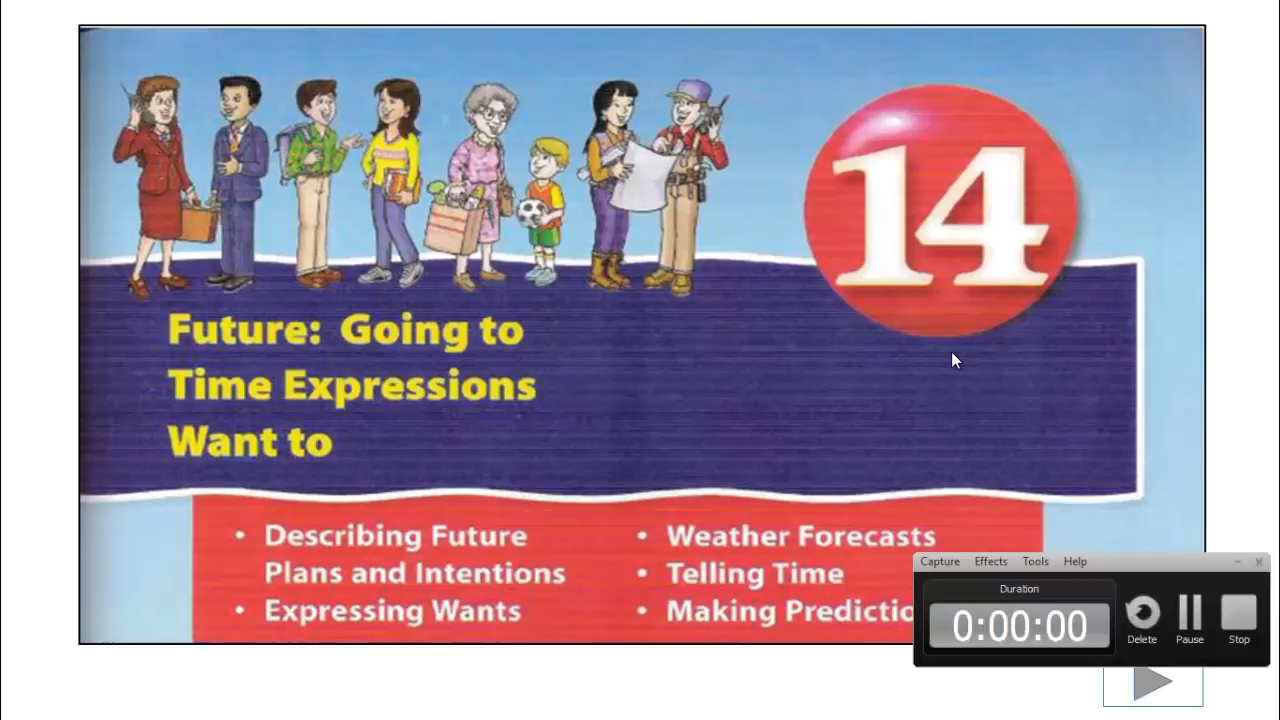 14
Future: Going to
Time Expressions
Want to
• Describing Future
Plans and Intentions
• Expressing Wants
• Weather Forecasts
• Telling Time
• Making
Capture Effects Tools Help
Duration
0:00:00
Delete Pause Stop